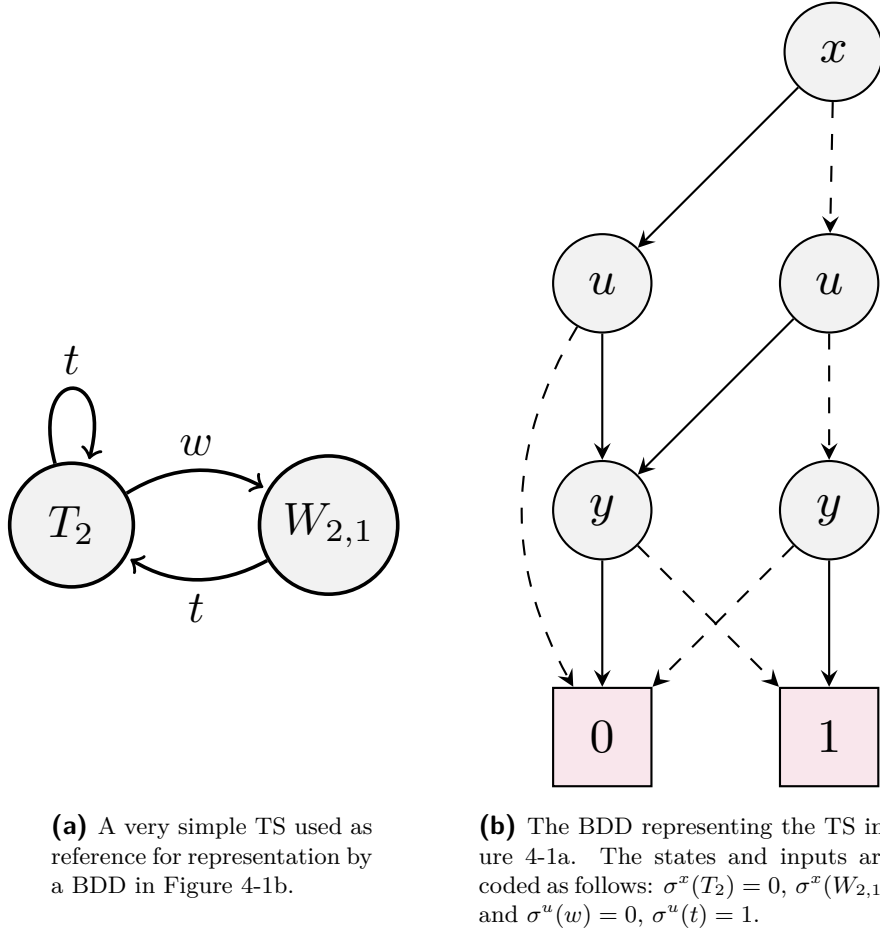 x
u
u
t
w
T2
W2,1
y
y
t
0
1
(a) A very simple TS used as
reference for representation by
a BDD in Figure 4-1b.
(b) The BDD representing the TS in
ure 4-1a. The states and inputs ar
coded as follows: σx(T2) = 0, σx(W2,1
and σu(w) = 0, σu(t) = 1.